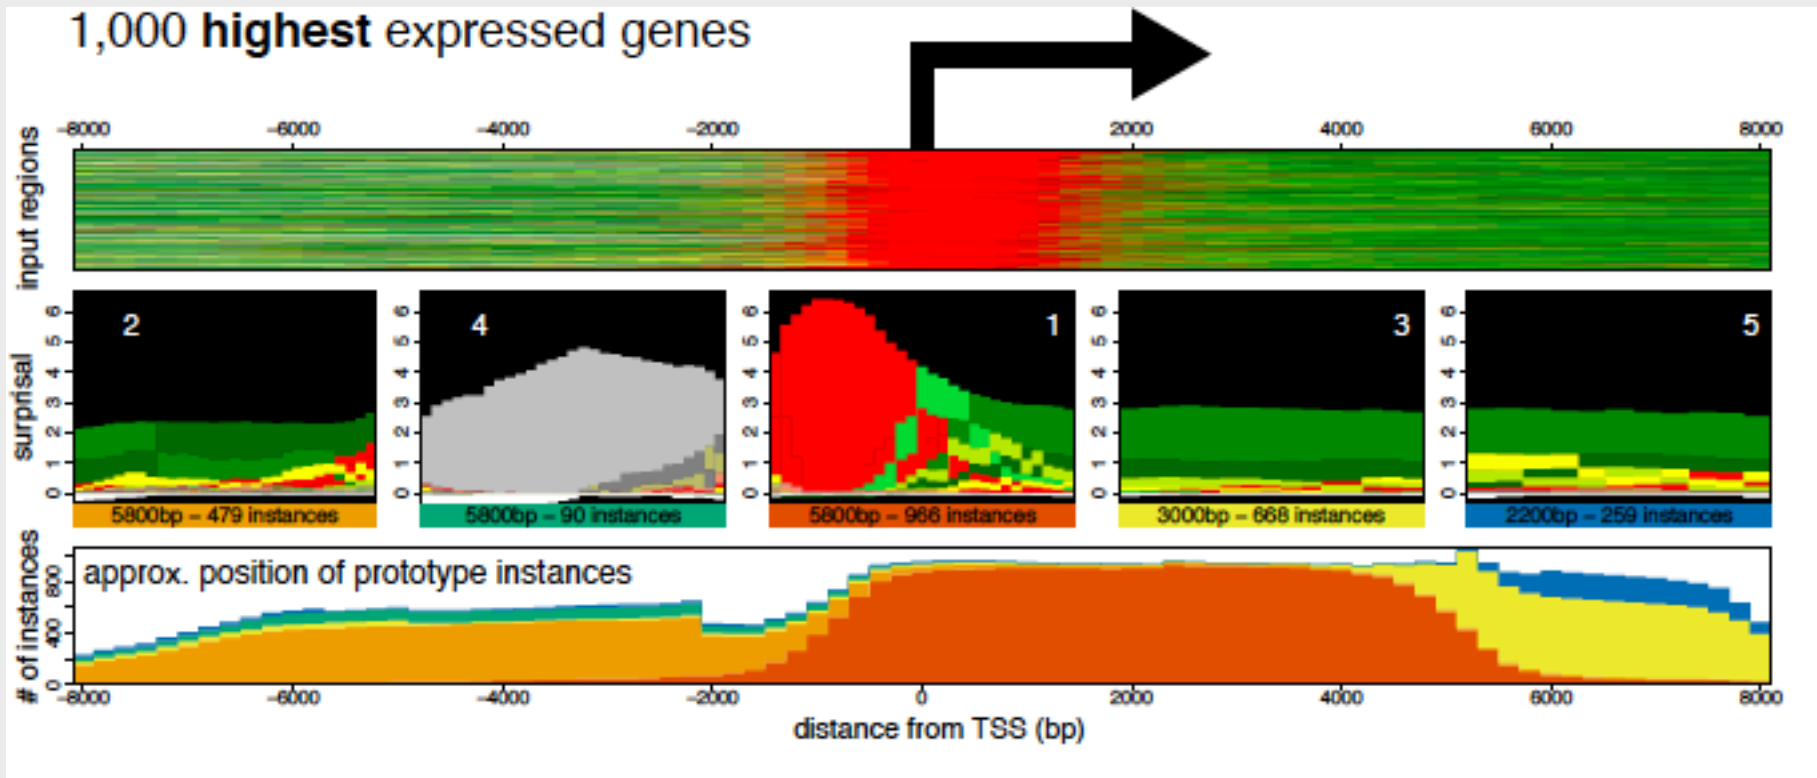 1,000 highest expressed genes
-8000 -6000 -4000 -2000 2000 4000 6000 8000
input regions
surprisal
0 1 2 3 4 5 6
2
5800bp – 479 instances
0 1 2 3 4 5 6
4
5800bp – 90 instances
0 1 2 3 4 5 6
1
5800bp – 966 instances
0 1 2 3 4 5 6
3
3000bp – 668 instances
0 1 2 3 4 5 6
5
2200bp – 259 instances
# of instances
0 400 800
approx. position of prototype instances
-8000 -6000 -4000 -2000 0 2000 4000 6000 8000
distance from TSS (bp)